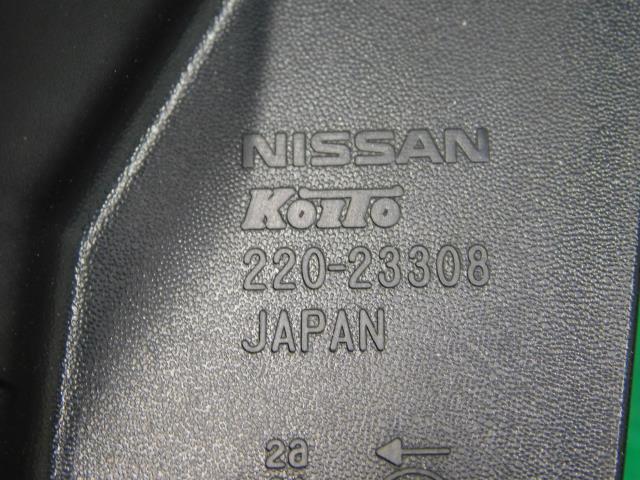 NISSAN
KOITO
220-23308
JAPAN
2a ←